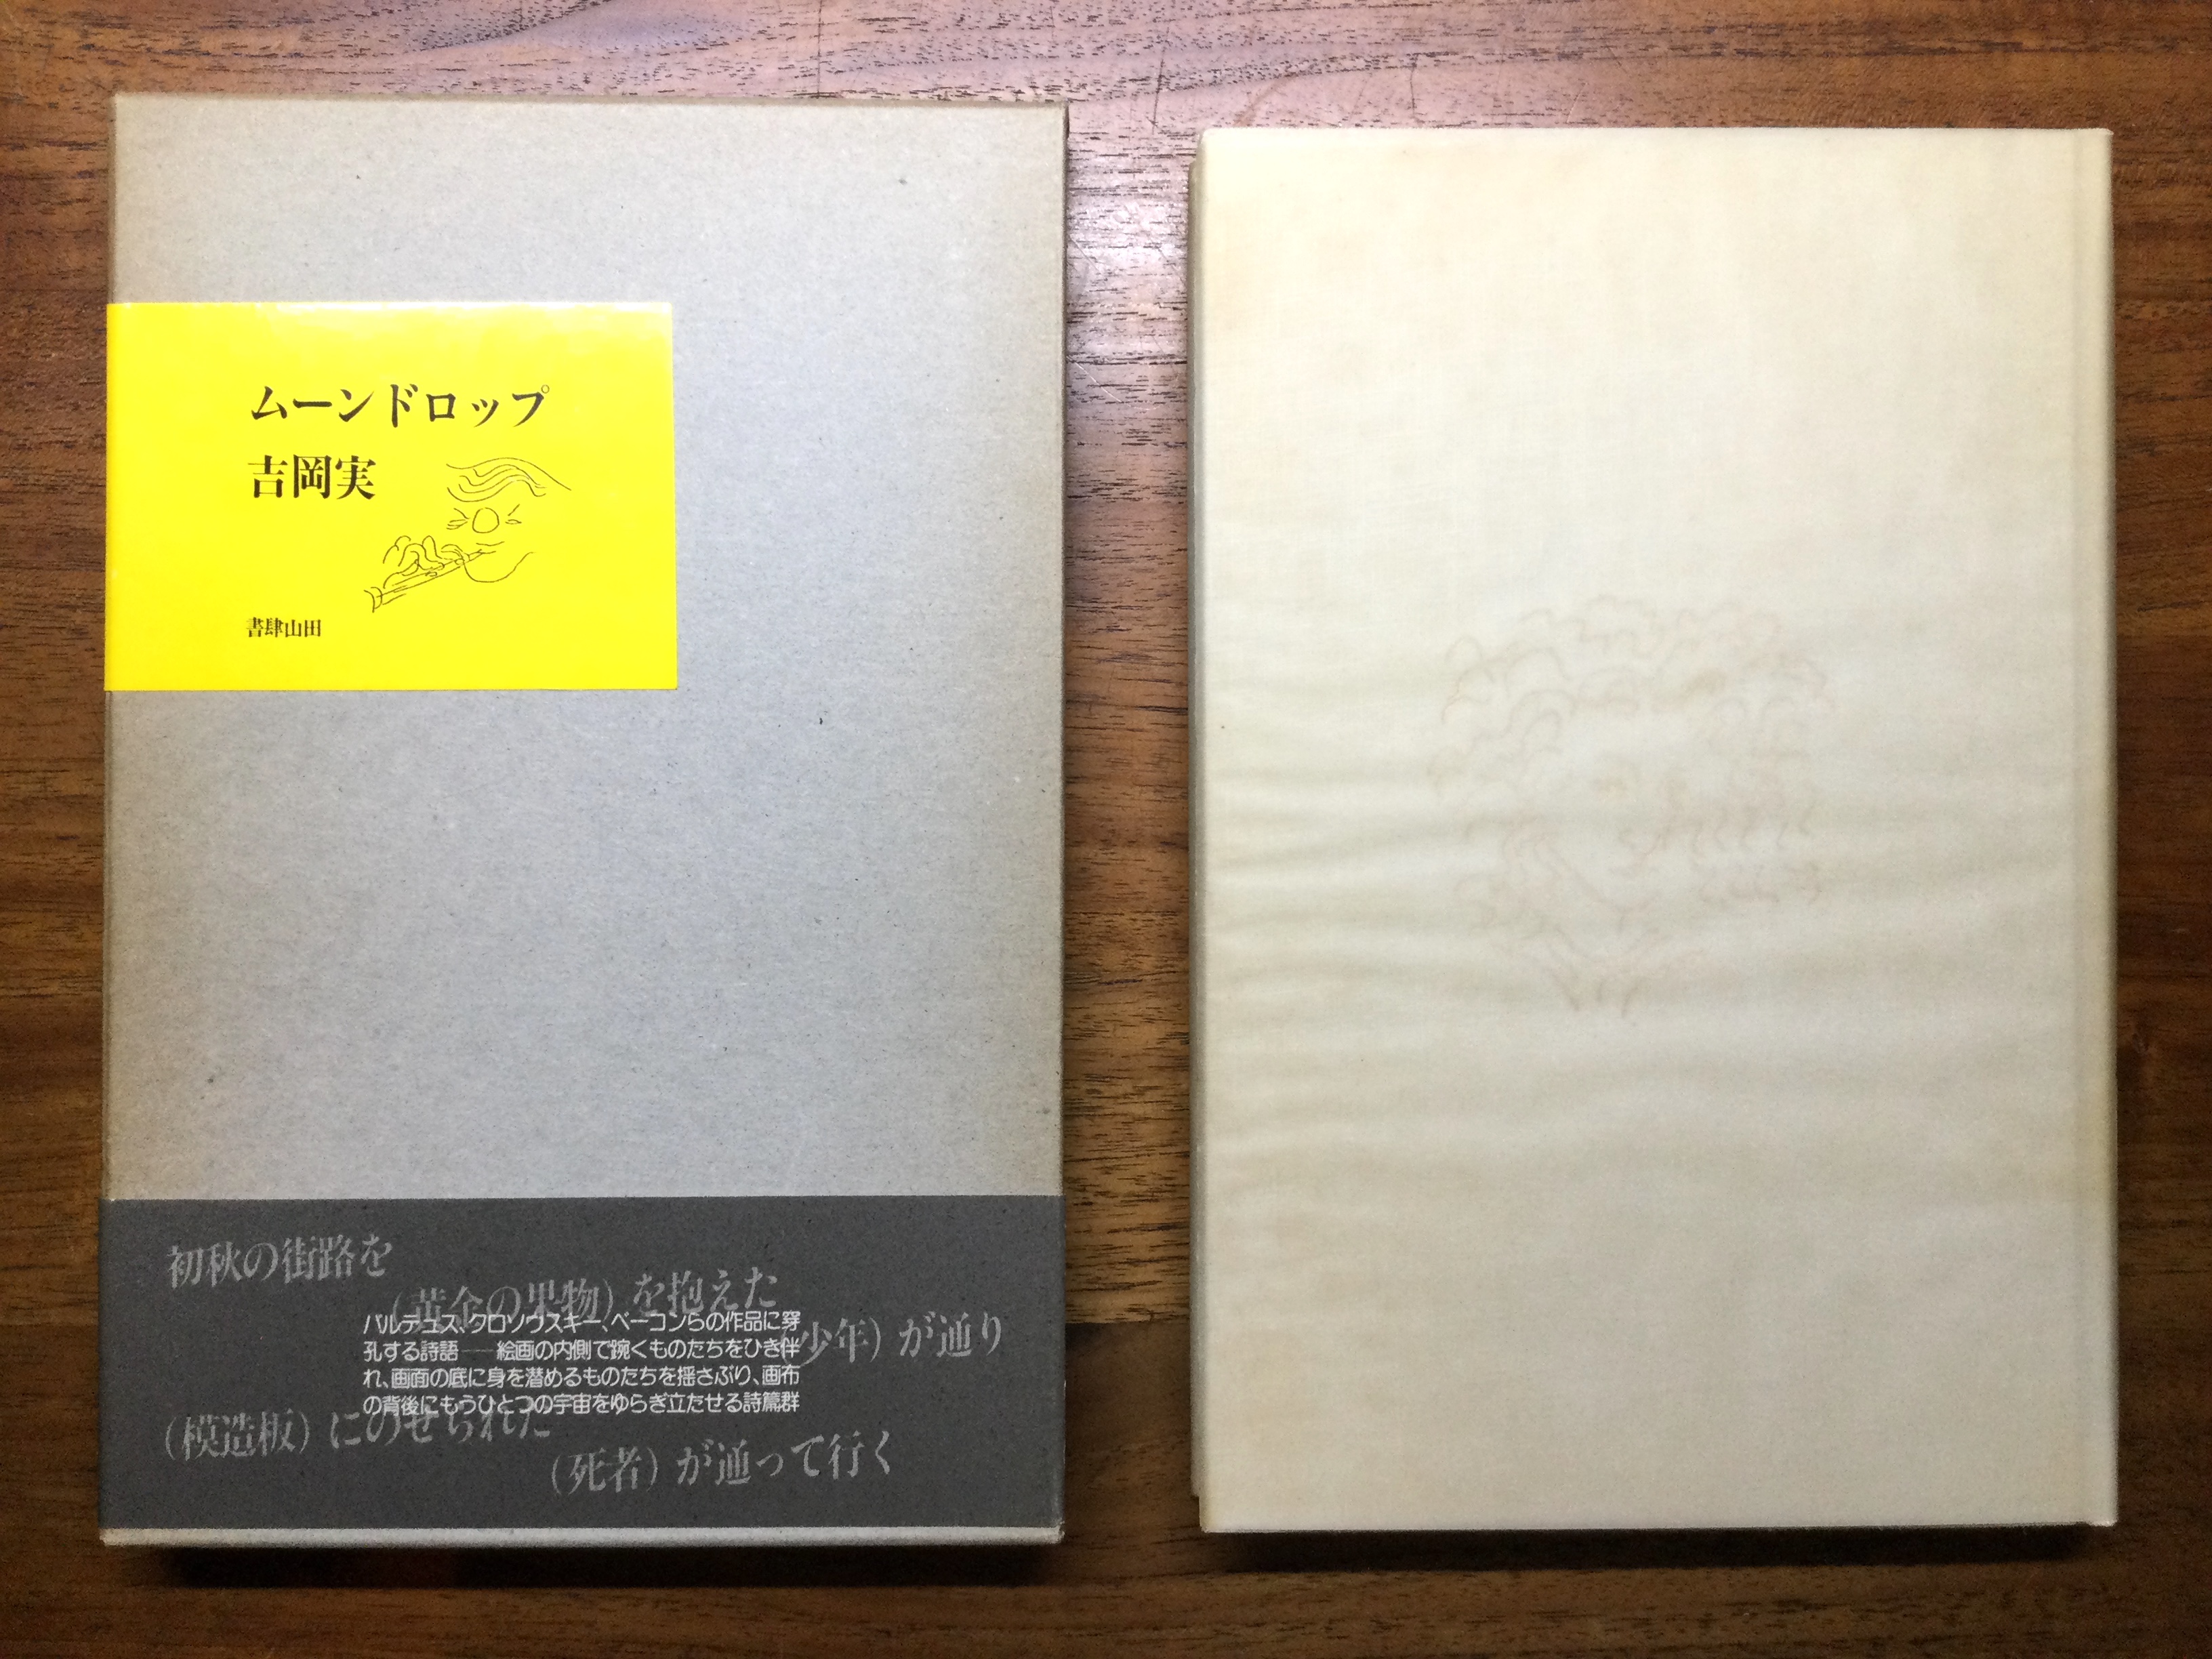 ムーンドロップ
吉岡実
書肆山田
初秋の街路を
(黄金の果物)を抱えた
(少年)が通り
(模造板)にのせられた
(死者)が通って行く
バルテュス、クロソウスキー、ベーコンらの作品に穿
孔する詩語──絵画の内側で踠くものたちをひき伴
れ、画面の底に身を潜めるものたちを揺さぶり、画布
の背後にもうひとつの宇宙をゆらぎ立たせる詩篇群